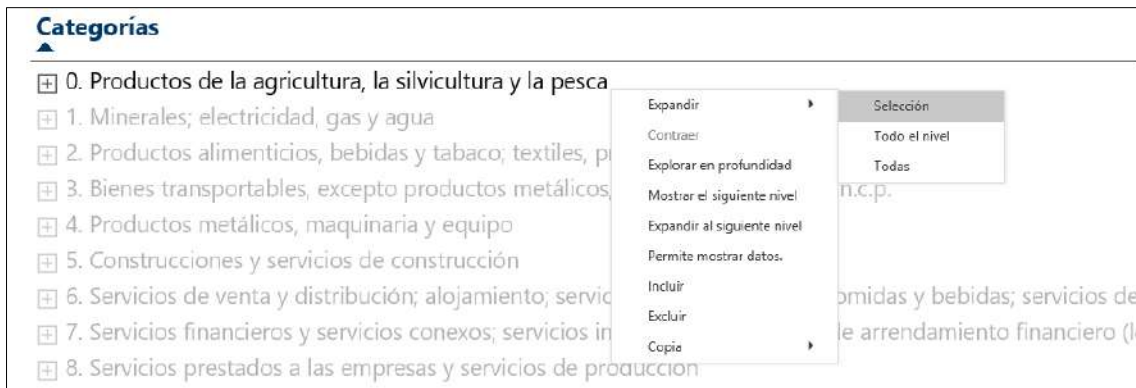 Categorías
0. Productos de la agricultura, la silvicultura y la pesca
1. Minerales; electricidad, gas y agua
2. Productos alimenticios, bebidas y tabaco; textiles,
3. Bienes transportables, excepto productos metálicos, n.c.p.
4. Productos metálicos, maquinaria y equipo
5. Construcciones y servicios de construcción
6. Servicios de venta y distribución; alojamiento; bebidas; servicios de
7. Servicios financieros y servicios conexos; servicios arrendamiento financiero
8. Servicios prestados a las empresas y servicios de producción
Expandir
Contraer
Explorar en profundidad
Mostrar el siguiente nivel
Expandir al siguiente nivel
Permite mostrar datos.
Incluir
Excluir
Copia
Selección
Todo el nivel
Todas